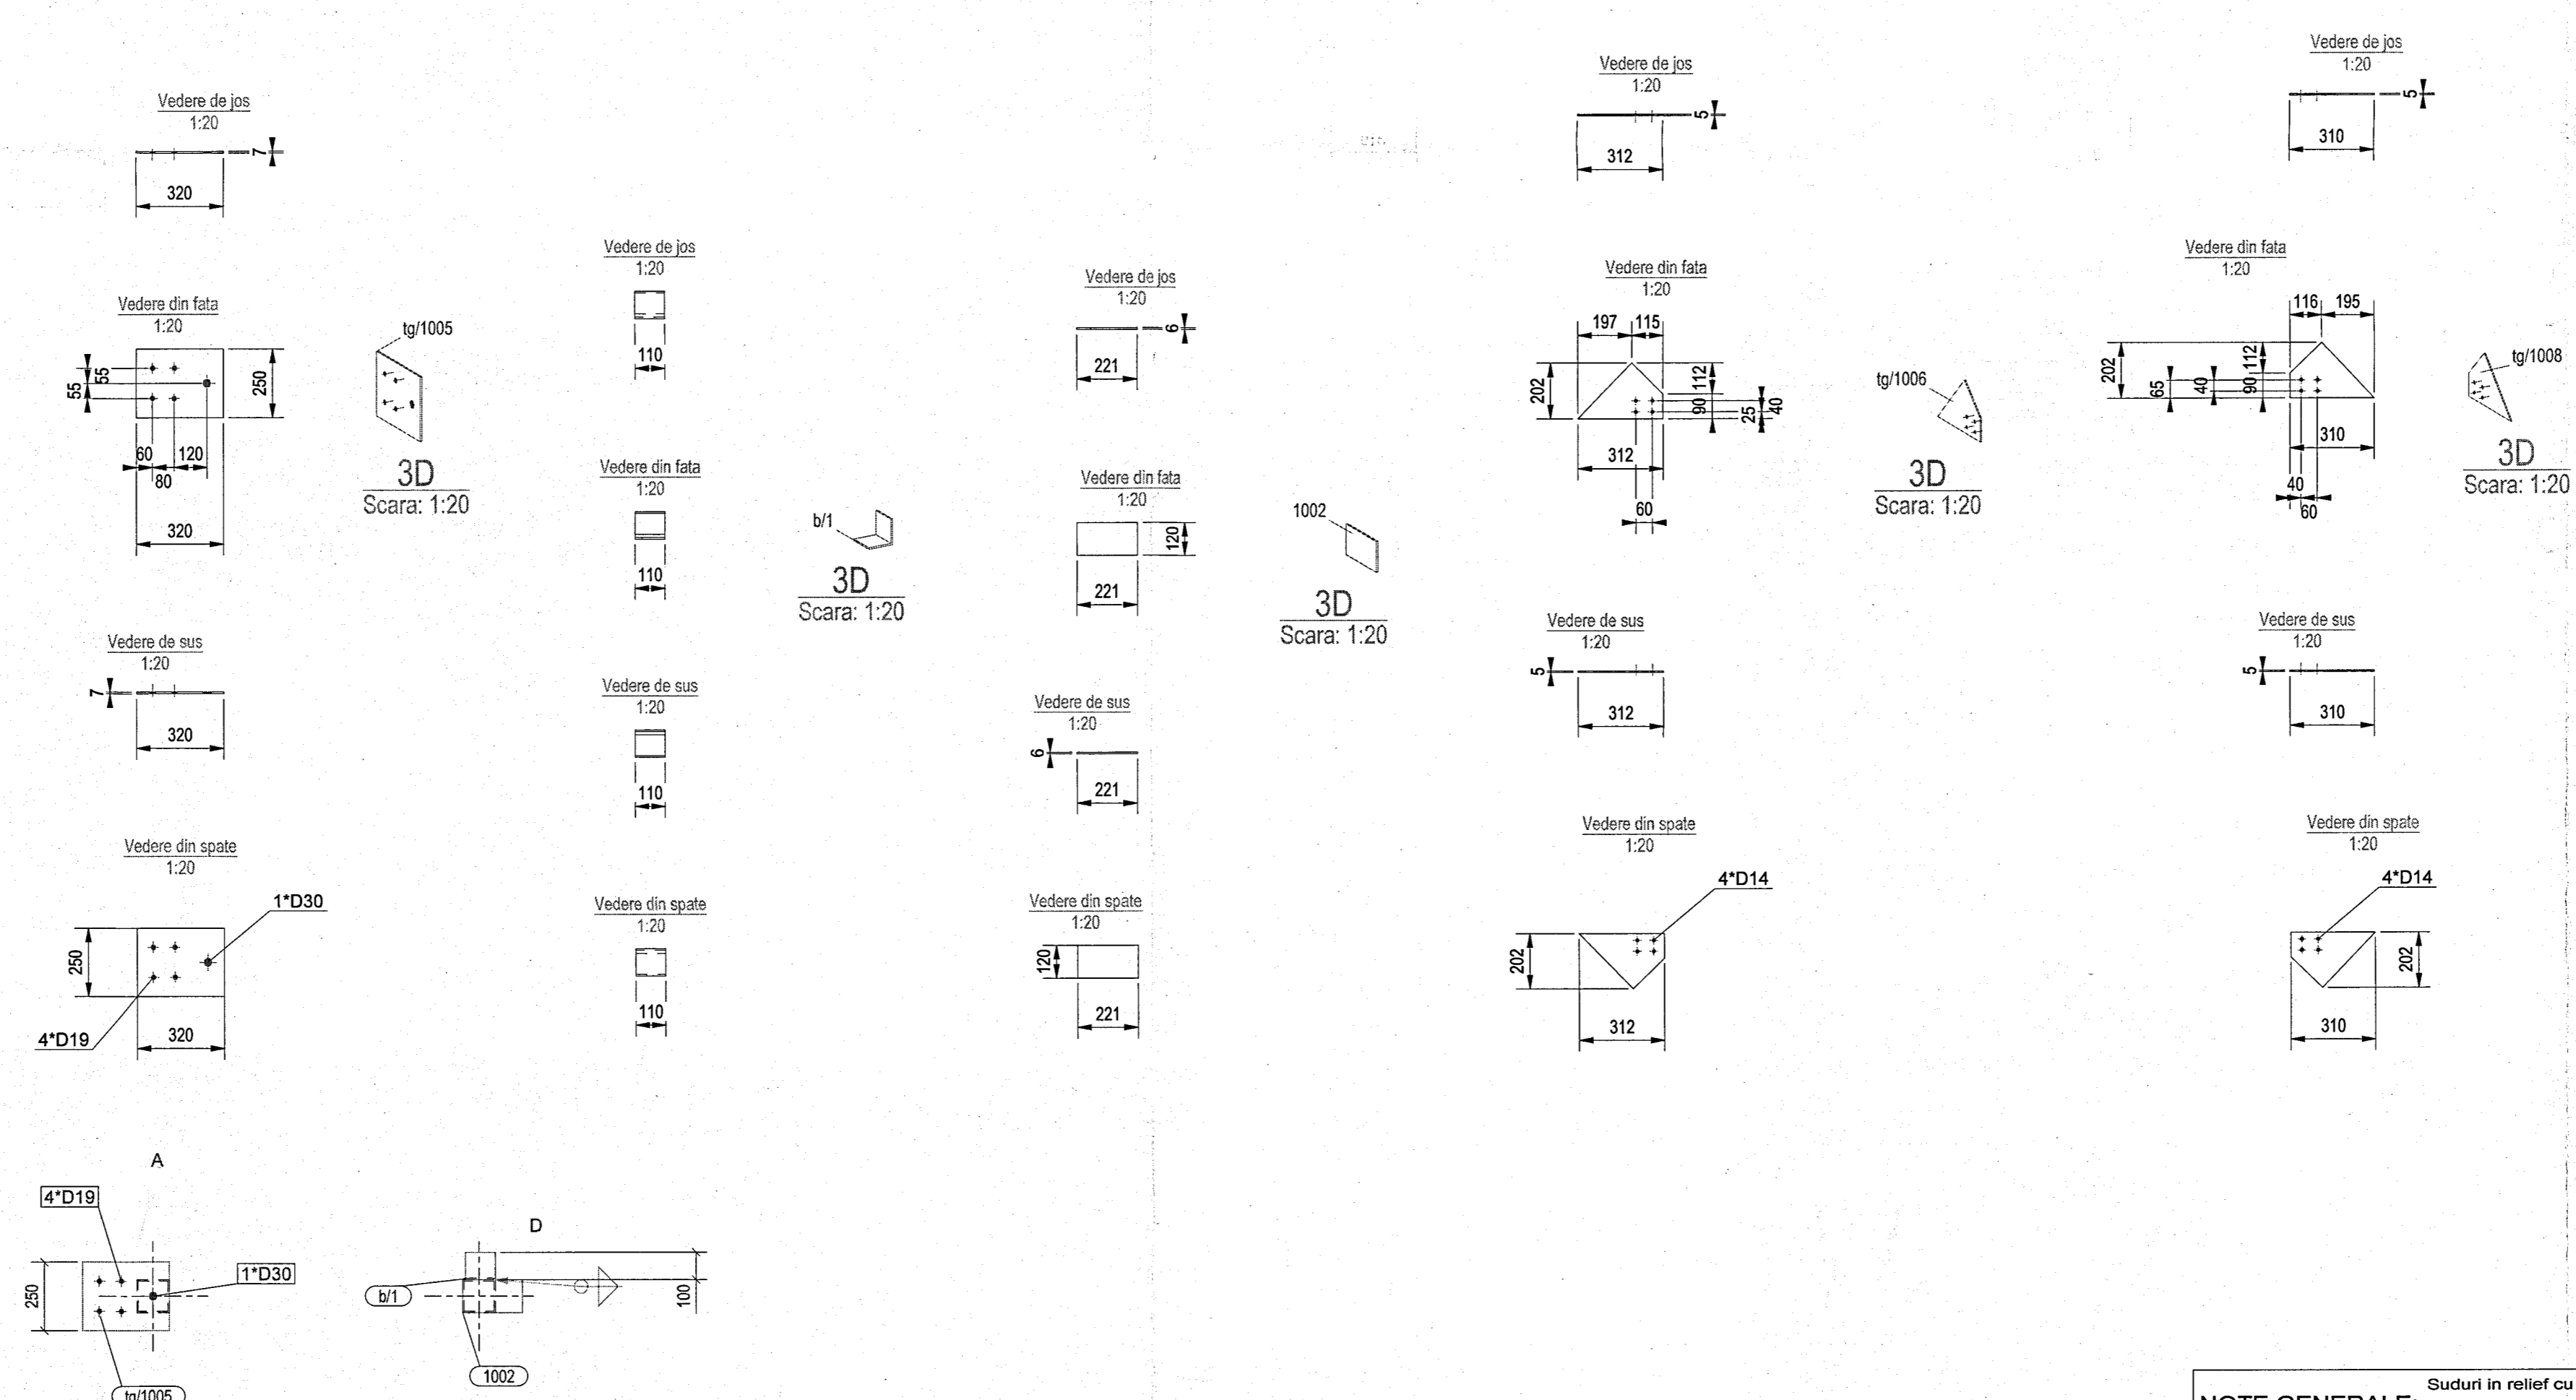 Vedere de jos
1:20
7
320
Vedere din fata
1:20
55
55
250
60
120
80
320
tg/1005
3D
Scara: 1:20
Vedere de sus
1:20
7
320
Vedere din spate
1:20
1*D30
250
4*D19
320
Vedere de jos
1:20
110
Vedere din fata
1:20
110
b/1
3D
Scara: 1:20
Vedere de sus
1:20
110
Vedere din spate
1:20
110
Vedere de jos
1:20
6
221
Vedere din fata
1:20
120
221
1002
3D
Scara: 1:20
Vedere de sus
1:20
6
221
Vedere din spate
1:20
120
221
Vedere de jos
1:20
5
312
Vedere din fata
1:20
197
115
202
112
90
25
40
312
60
tg/1006
3D
Scara: 1:20
Vedere de sus
1:20
5
312
Vedere din spate
1:20
4*D14
202
312
Vedere de jos
1:20
5
310
Vedere din fata
1:20
116
195
202
65
40
112
90
310
40
60
tg/1008
3D
Scara: 1:20
Vedere de sus
1:20
5
310
Vedere din spate
1:20
4*D14
202
310
A
4*D19
1*D30
250
tg/1005
D
b/1
100
1002
Suduri in relief cu
NOTE GENERALE: